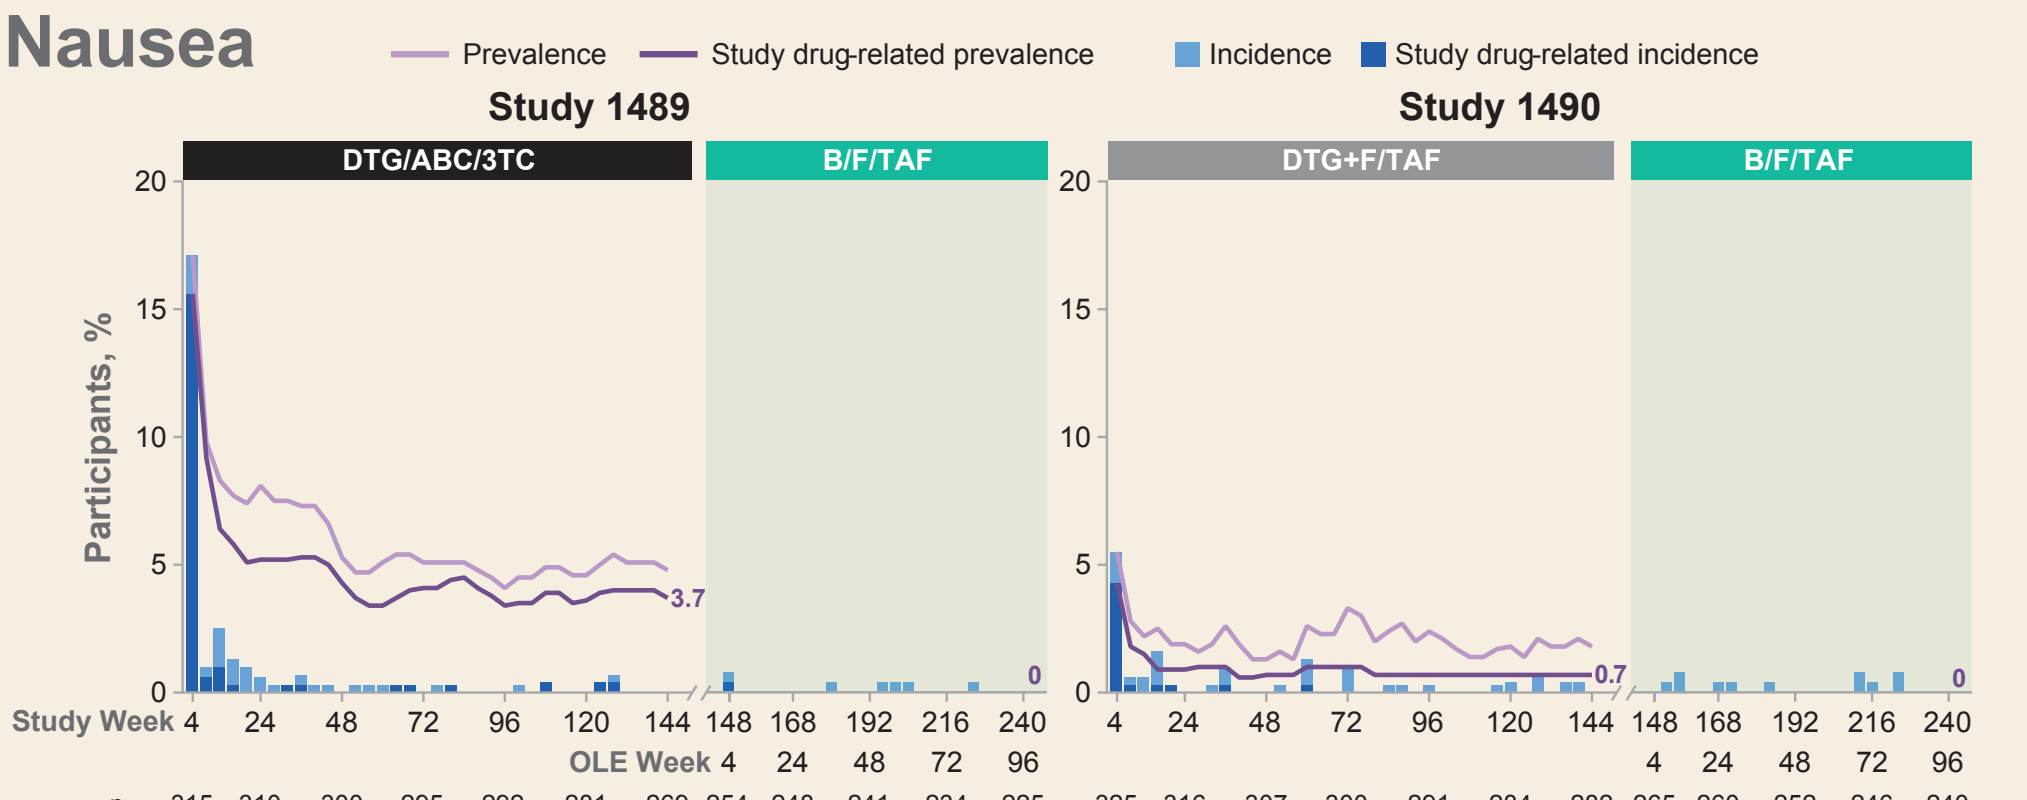 Nausea
Prevalence Study drug-related prevalence Incidence Study drug-related incidence
Study 1489 Study 1490
DTG/ABC/3TC B/F/TAF DTG+F/TAF B/F/TAF
20 20
15 15
10 10
5 5
0 0
Participants, %
3.7 0 0.7 0
Study Week 4 24 48 72 96 120 144 148 168 192 216 240 4 24 48 72 96 120 144 148 168 192 216 240
OLE Week 4 24 48 72 96 4 24 48 72 96